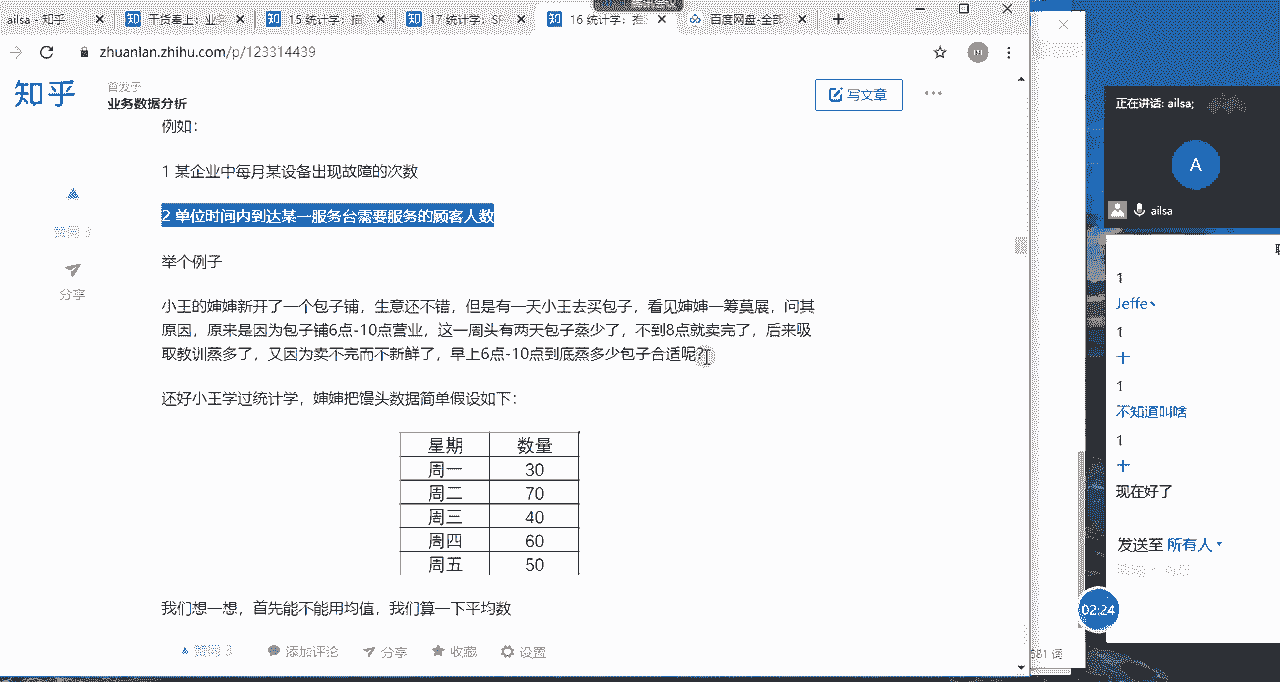 ailsa - 知乎
干货奉上：业
15 统计学：
17 统计学：S
16 统计学：推
百度网盘-全部
zhuanlan.zhihu.com/p/123314439
知乎
首发于
业务数据分析
写文章
例如：
1 某企业中每月某设备出现故障的次数
2 单位时间内到达某一服务台需要服务的顾客人数
举个例子
小王的婶婶新开了一个包子铺，生意还不错，但是有一天小王去买包子，看见婶婶一筹莫展，问其
原因，原来是因为包子铺6点-10点营业，这一周头有两天包子蒸少了，不到8点就卖完了，后来吸
取教训蒸多了，又因为卖不完而不新鲜了，早上6点-10点到底蒸多少包子合适呢?
还好小王学过统计学，婶婶把馒头数据简单假设如下：
星期 数量
周一 30
周二 70
周三 40
周四 60
周五 50
我们想一想，首先能不能用均值，我们算一下平均数
赞同 3
分享
赞同 3
添加评论
分享
收藏
设置
正在讲话: ailsa;
A
ailsa
1
Jeffe、
1
十
1
不知道叫啥
1
十
现在好了
发送至 所有人
02:24
581 词